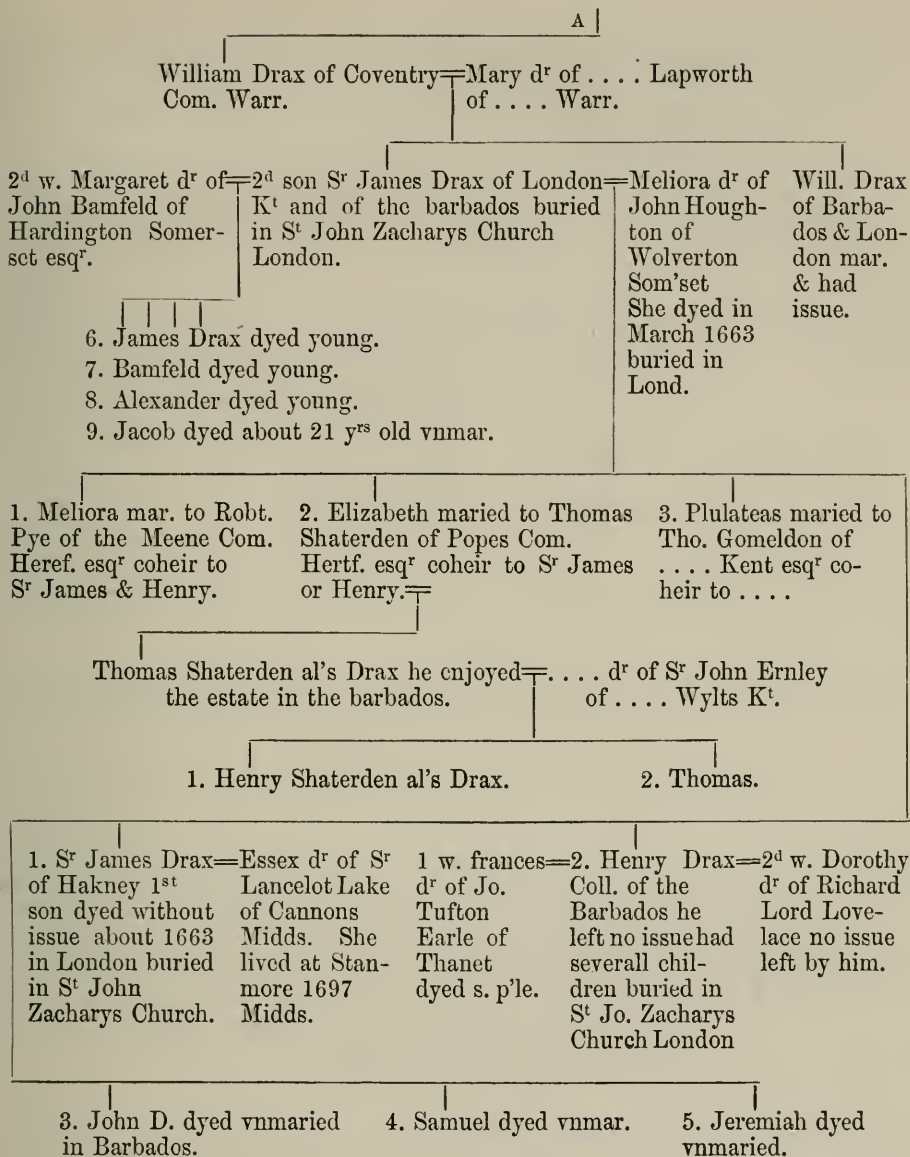 A
William Drax of Coventry=Mary dʳ of . . . . Lapworth
Com. Warr.
of . . . . Warr.
2ᵈ w. Margaret dʳ of
John Bamfeld of
Hardington Somer-
set esqʳ.
2ᵈ son Sʳ James Drax of London
Kᵗ and of the barbados buried
in Sᵗ John Zacharys Church
London.
Meliora dʳ of
John Hough-
ton of
Wolverton
Som'set
She dyed in
March 1663
buried in
Lond.
Will. Drax
of Barba-
dos & Lon-
don mar.
& had
issue.
6. James Drax dyed young.
7. Bamfeld dyed young.
8. Alexander dyed young.
9. Jacob dyed about 21 yʳˢ old vnmar.
1. Meliora mar. to Robt.
Pye of the Meene Com.
Heref. esqʳ coheir to
Sʳ James & Henry.
2. Elizabeth maried to Thomas
Shaterden of Popes Com.
Hertf. esqʳ coheir to Sʳ James
or Henry.=
3. Plulateas maried to
Tho. Gomeldon of
. . . . Kent esqʳ co-
heir to . . . .
Thomas Shaterden al's Drax he enjoyed=. . . . dʳ of Sʳ John Ernley
the estate in the barbados.
of . . . . Wylts Kᵗ.
1. Henry Shaterden al's Drax.
2. Thomas.
1. Sʳ James Drax=
of Hakney 1ˢᵗ
son dyed without
issue about 1663
in London buried
in Sᵗ John
Zacharys Church.
Essex dʳ of Sʳ
Lancelot Lake
of Cannons
Midds. She
lived at Stan-
more 1697
Midds.
1 w. frances=
dʳ of Jo.
Tufton
Earle of
Thanet
dyed s. p'le.
2. Henry Drax=
Coll. of the
Barbados he
left no issue had
severall chil-
dren buried in
Sᵗ Jo. Zacharys
Church London
2ᵈ w. Dorothy
dʳ of Richard
Lord Love-
lace no issue
left by him.
3. John D. dyed vnmaried
in Barbados.
4. Samuel dyed vnmar.
5. Jeremiah dyed
vnmaried.